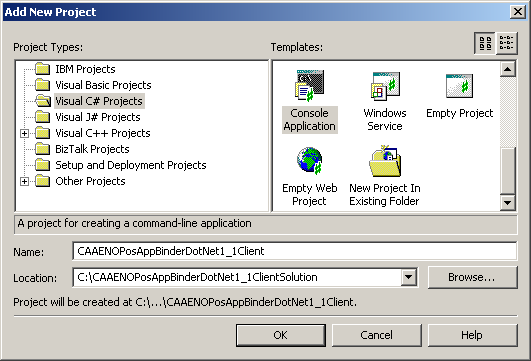 Add New Project
Project Types:
Templates:
IBM Projects
Visual Basic Projects
Visual C# Projects
Visual J# Projects
Visual C++ Projects
BizTalk Projects
Setup and Deployment Projects
Other Projects
Console
Application
Windows
Service
Empty Project
Empty Web
Project
New Project In
Existing Folder
A project for creating a command-line application
Name:
CAAENOPosAppBinderDotNet1_1Client
Location:
C:\CAAENOPosAppBinderDotNet1_1ClientSolution
Browse...
Project will be created at C:\...\CAAENOPosAppBinderDotNet1_1Client.
OK
Cancel
Help